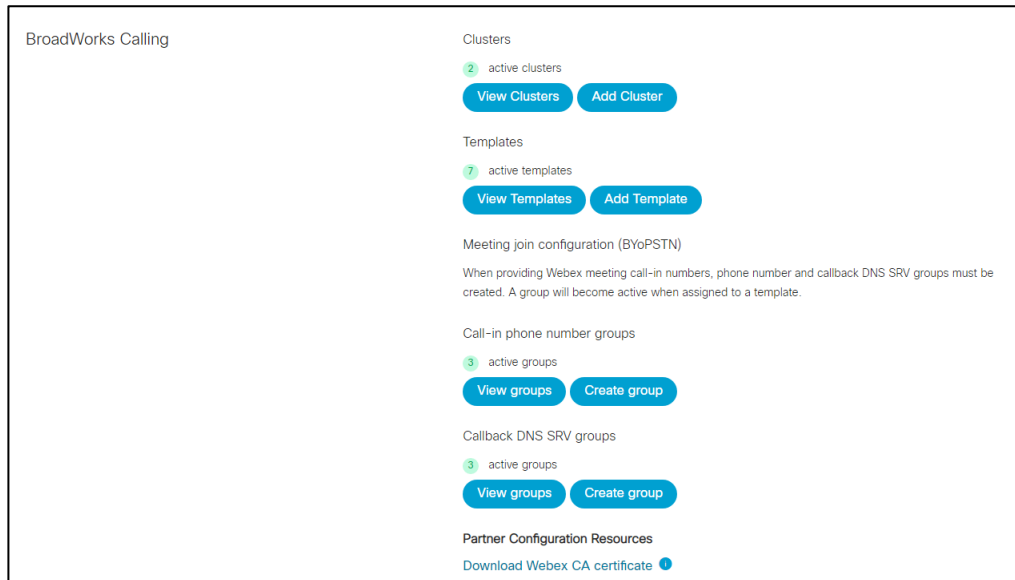 BroadWorks Calling
Clusters
2 active clusters
View Clusters Add Cluster
Templates
7 active templates
View Templates Add Template
Meeting join configuration (BYoPSTN)
When providing Webex meeting call-in numbers, phone number and callback DNS SRV groups must be
created. A group will become active when assigned to a template.
Call-in phone number groups
3 active groups
View groups Create group
Callback DNS SRV groups
3 active groups
View groups Create group
Partner Configuration Resources
Download Webex CA certificate i